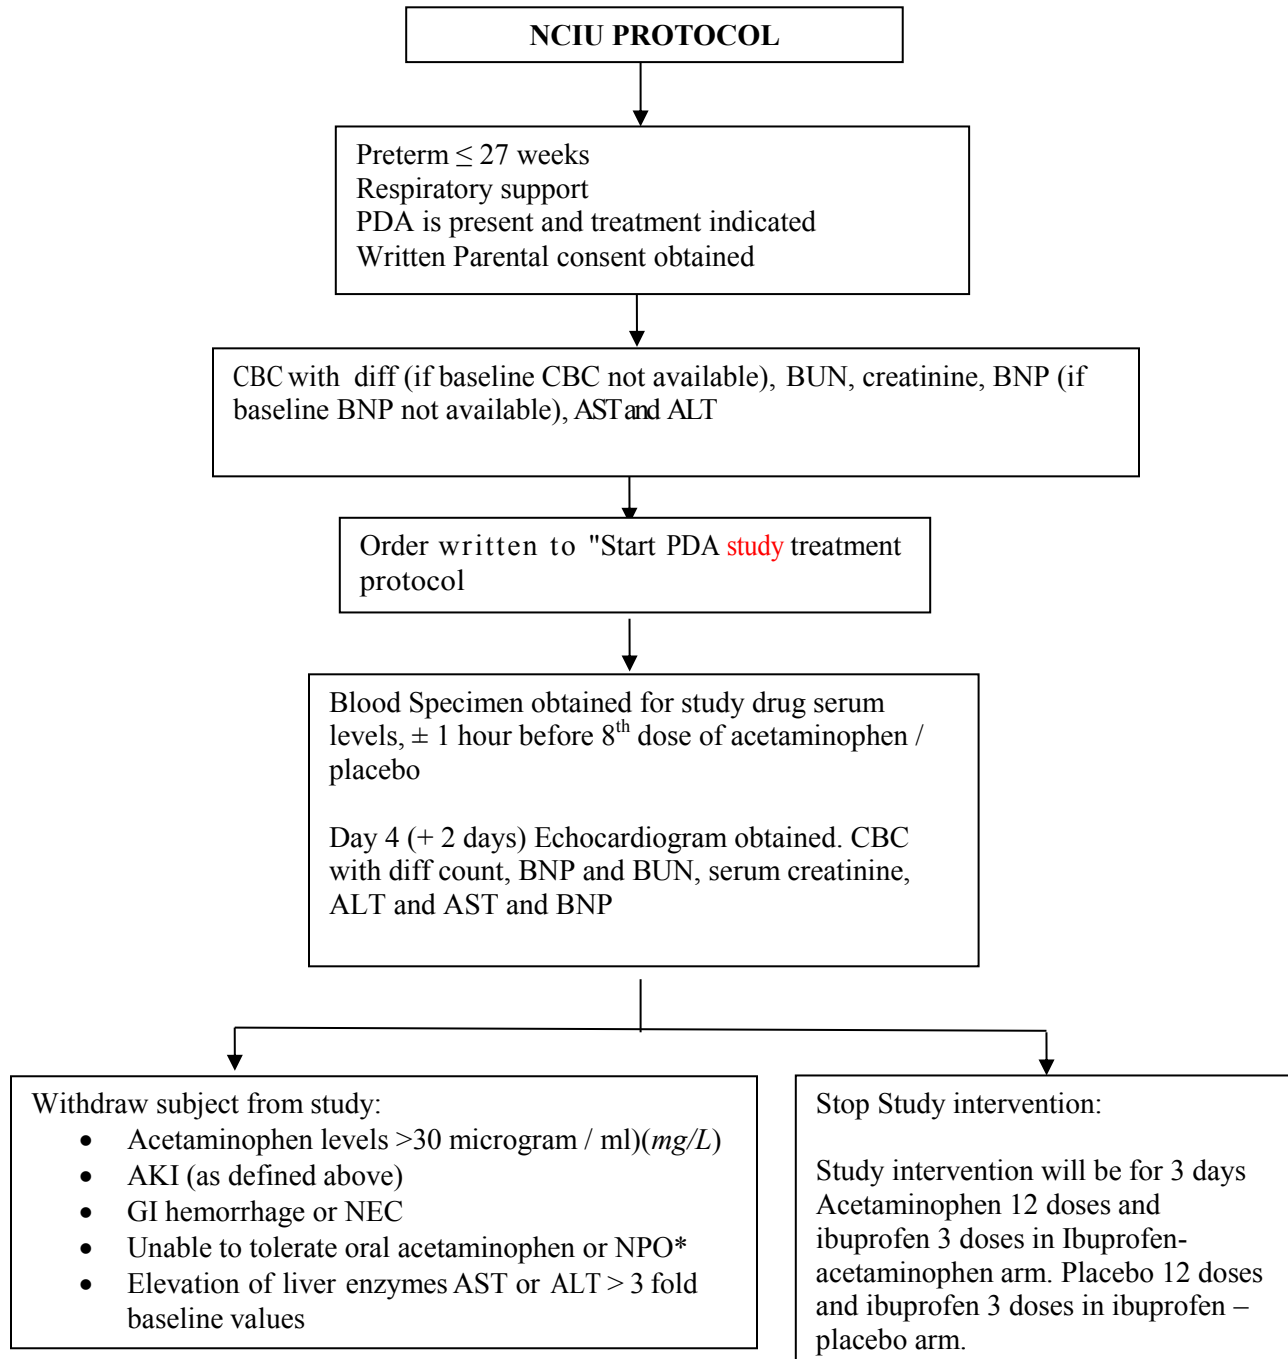 NCIU PROTOCOL
Preterm ≤ 27 weeks
Respiratory support
PDA is present and treatment indicated
Written Parental consent obtained
CBC with diff (if baseline CBC not available), BUN, creatinine, BNP (if
baseline BNP not available), AST and ALT
Order written to "Start PDA study treatment
protocol
Blood Specimen obtained for study drug serum
levels, ± 1 hour before 8th dose of acetaminophen /
placebo
Day 4 (+ 2 days) Echocardiogram obtained. CBC
with diff count, BNP and BUN, serum creatinine,
ALT and AST and BNP
Withdraw subject from study:
• Acetaminophen levels >30 microgram / ml)(mg/L)
• AKI (as defined above)
• GI hemorrhage or NEC
• Unable to tolerate oral acetaminophen or NPO*
• Elevation of liver enzymes AST or ALT > 3 fold
baseline values
Stop Study intervention:
Study intervention will be for 3 days
Acetaminophen 12 doses and
ibuprofen 3 doses in Ibuprofen-
acetaminophen arm. Placebo 12 doses
and ibuprofen 3 doses in ibuprofen –
placebo arm.